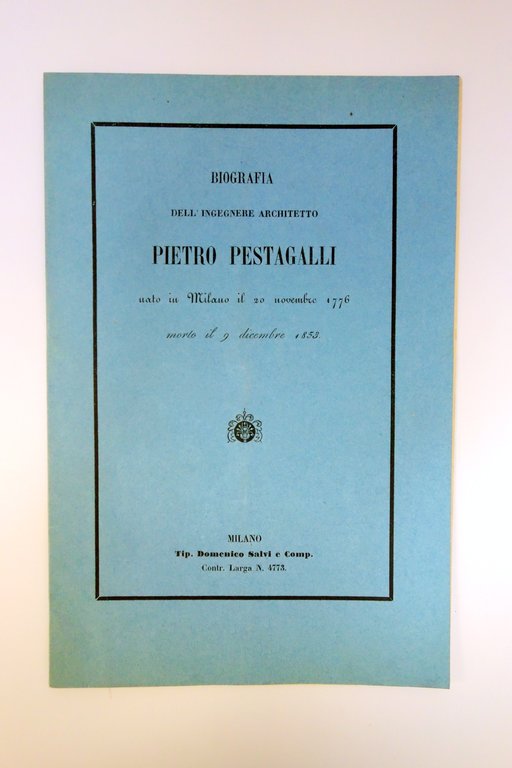 BIOGRAFIA
DELL' INGEGNERE ARCHITETTO
PIETRO PESTAGALLI
nato in Milano il 20 novembre 1776
morto il 9 dicembre 1853.
MILANO
Tip. Domenico Salvi e Comp.
Contr. Larga N. 4773.